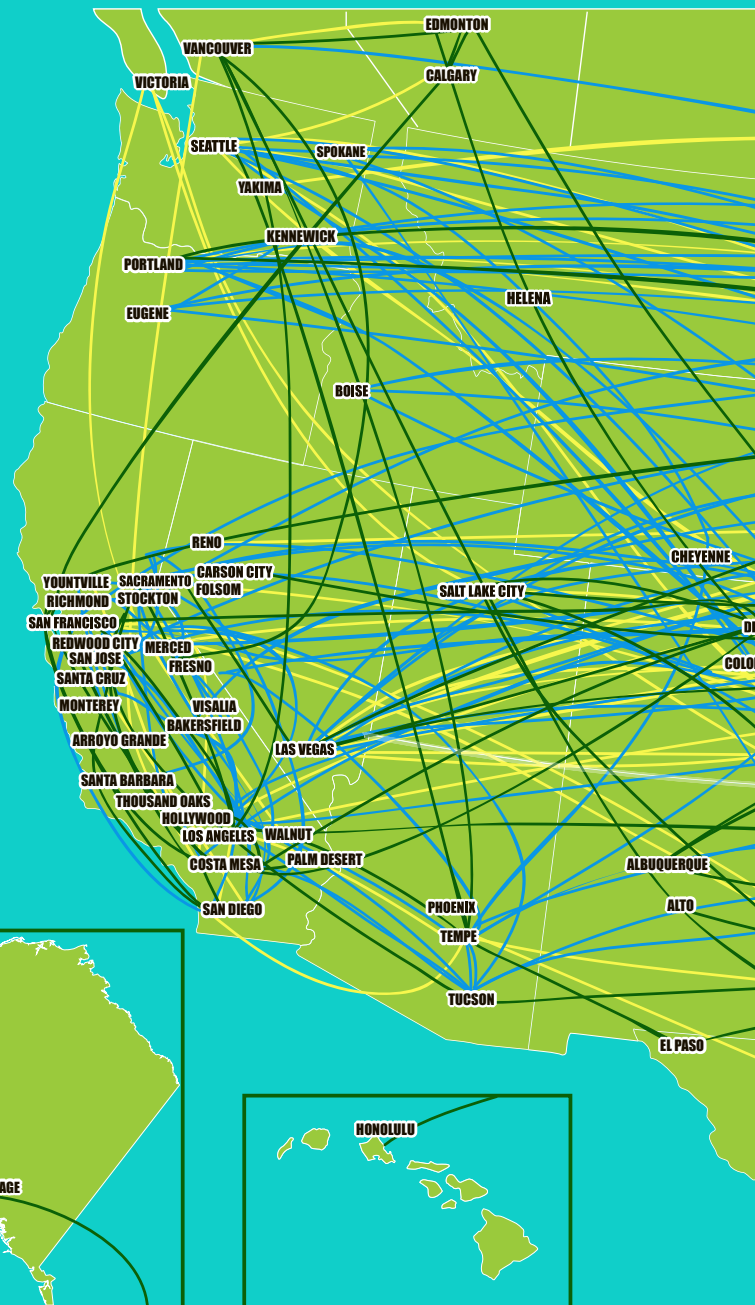 EDMONTON
VANCOUVER
CALGARY
VICTORIA
SEATTLE
SPOKANE
YAKIMA
KENNEWICK
PORTLAND
HELENA
EUGENE
BOISE
RENO
CHEYENNE
CARSON CITY
YOUNTVILLE
SACRAMENTO
FOLSOM
SALT LAKE CITY
RICHMOND
STOCKTON
SAN FRANCISCO
DE
REDWOOD CITY
MERCED
SAN JOSE
COLO
FRESNO
SANTA CRUZ
MONTEREY
VISALIA
BAKERSFIELD
ARROYO GRANDE
LAS VEGAS
SANTA BARBARA
THOUSAND OAKS
HOLLYWOOD
LOS ANGELES
WALNUT
COSTA MESA
PALM DESERT
ALBUQUERQUE
SAN DIEGO
PHOENIX
ALTO
TEMPE
TUCSON
EL PASO
HONOLULU
AGE